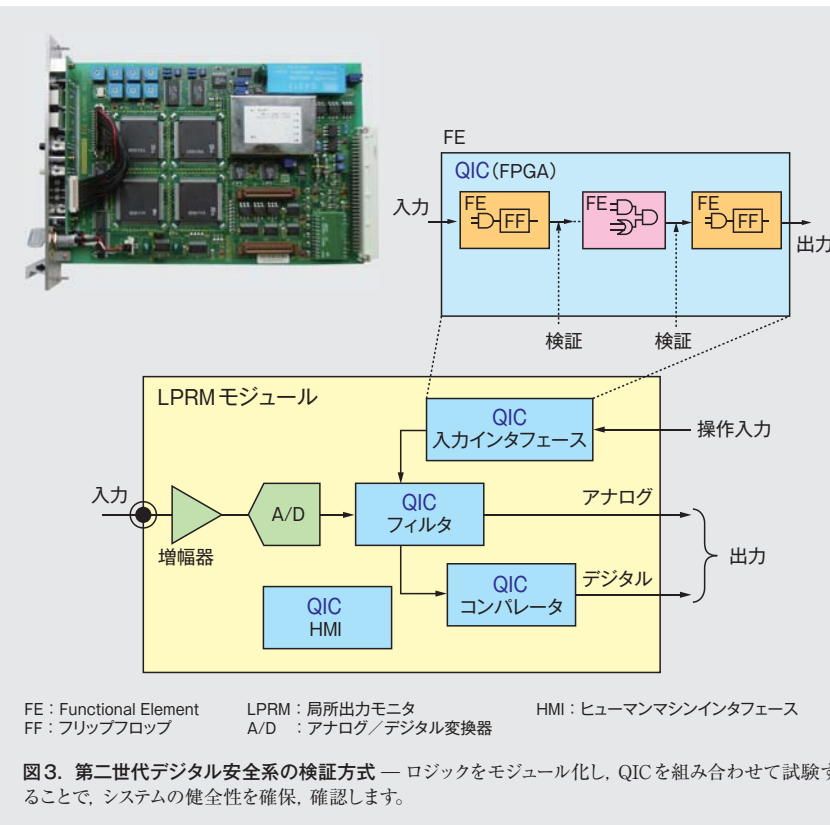 FE
QIC(FPGA)
入力
FE
FF
FE
FE
FF
出力
検証
検証
LPRMモジュール
QIC
入力インタフェース
操作入力
入力
増幅器
A/D
QIC
フィルタ
アナログ
QIC
コンパレータ
デジタル
出力
QIC
HMI
FE：Functional Element LPRM：局所出力モニタ HMI：ヒューマンマシンインタフェース
FF：フリップフロップ A/D ：アナログ／デジタル変換器
図3. 第二世代デジタル安全系の検証方式 — ロジックをモジュール化し，QICを組み合わせて試験す
ることで，システムの健全性を確保，確認します。